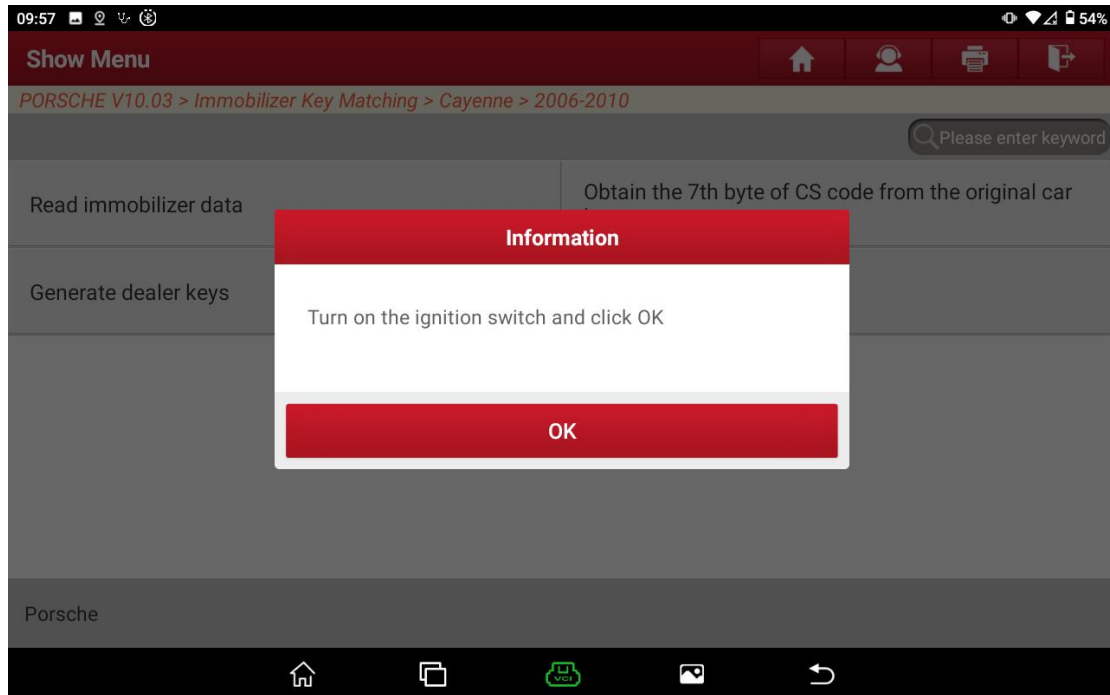 09:57 54%
Show Menu
PORSCHE V10.03 > Immobilizer Key Matching > Cayenne > 2006-2010
Please enter keyword
Read immobilizer data
Obtain the 7th byte of CS code from the original car
Information
Generate dealer keys
Turn on the ignition switch and click OK
OK
Porsche
VCI